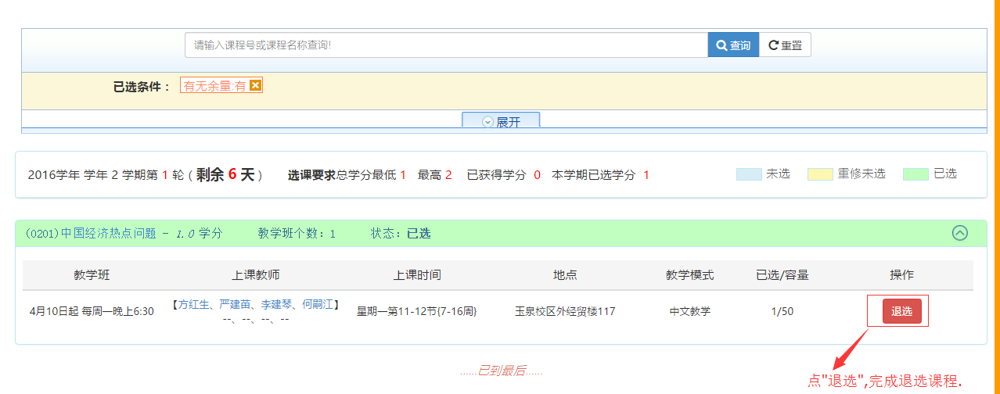 请输入课程号或课程名称查询!
查询
重置
已选条件：
有无余量:有
展开
2016学年 学年 2 学期第 1 轮 ( 剩余 6 天 ) 选课要求总学分最低 1 最高 2 已获得学分 0 本学期已选学分 1
未选
重修未选
已选
(0201)中国经济热点问题 - 1.0 学分 教学班个数: 1 状态: 已选
教学班 上课教师 上课时间 地点 教学模式 已选/容量 操作
4月10日起 每周一晚上6:30
【方红生、严建苗、李建琴、何嗣江】
--、--、--、--
星期一第11-12节{7-16周}
玉泉校区外经贸楼117
中文教学
1/50
退选
......已到最后......
点"退选",完成退选课程.